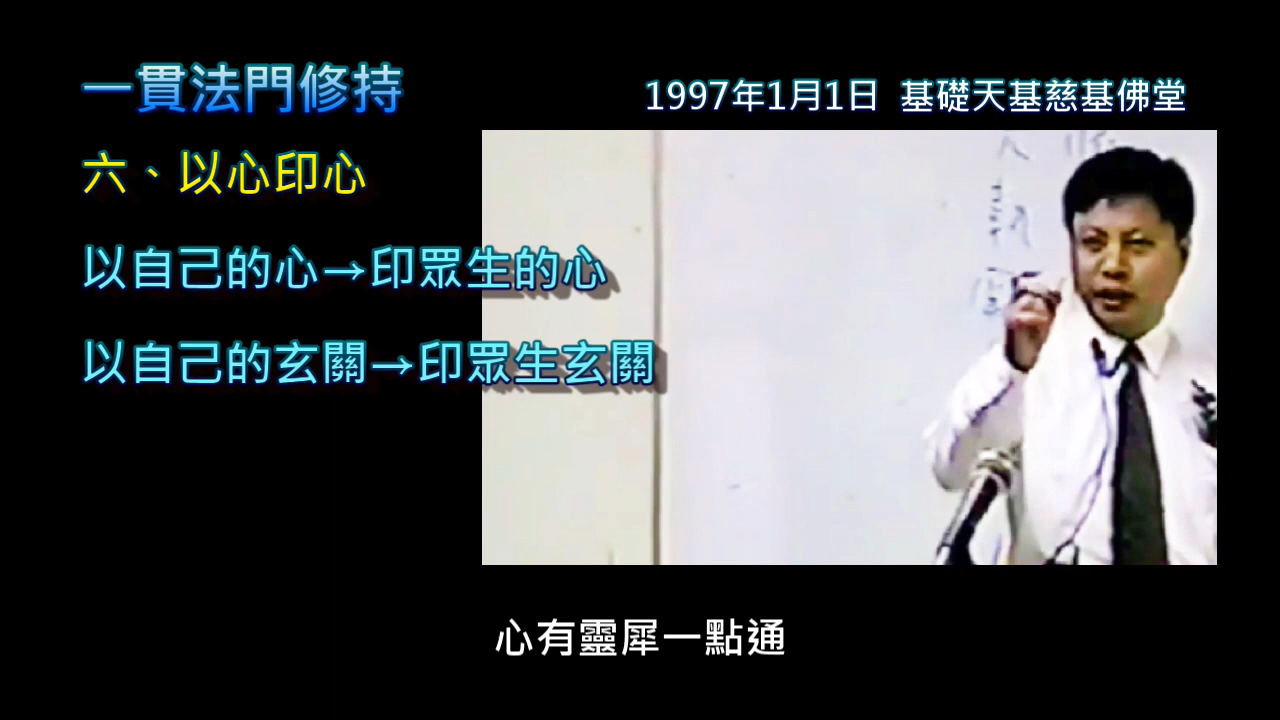 一貫法門修持
1997年1月1日 基礎天基慈基佛堂
六、以心印心
以自己的心→印眾生的心
以自己的玄關→印眾生玄關
心有靈犀一點通